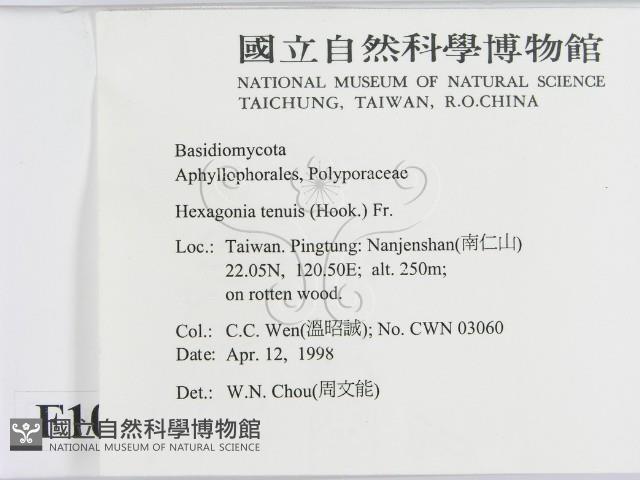 國立自然科學博物館
NATIONAL MUSEUM OF NATURAL SCIENCE
TAICHUNG, TAIWAN, R.O.CHINA
Basidiomycota
Aphyllophorales, Polyporaceae
Hexagonia tenuis (Hook.) Fr.
Loc.: Taiwan. Pingtung: Nanjenshan(南仁山)
22.05N, 120.50E; alt. 250m;
on rotten wood.
Col.: C.C. Wen(溫昭誠); No. CWN 03060
Date: Apr. 12, 1998
Det.: W.N. Chou(周文能)
國立自然科學博物館
NATIONAL MUSEUM OF NATURAL SCIENCE